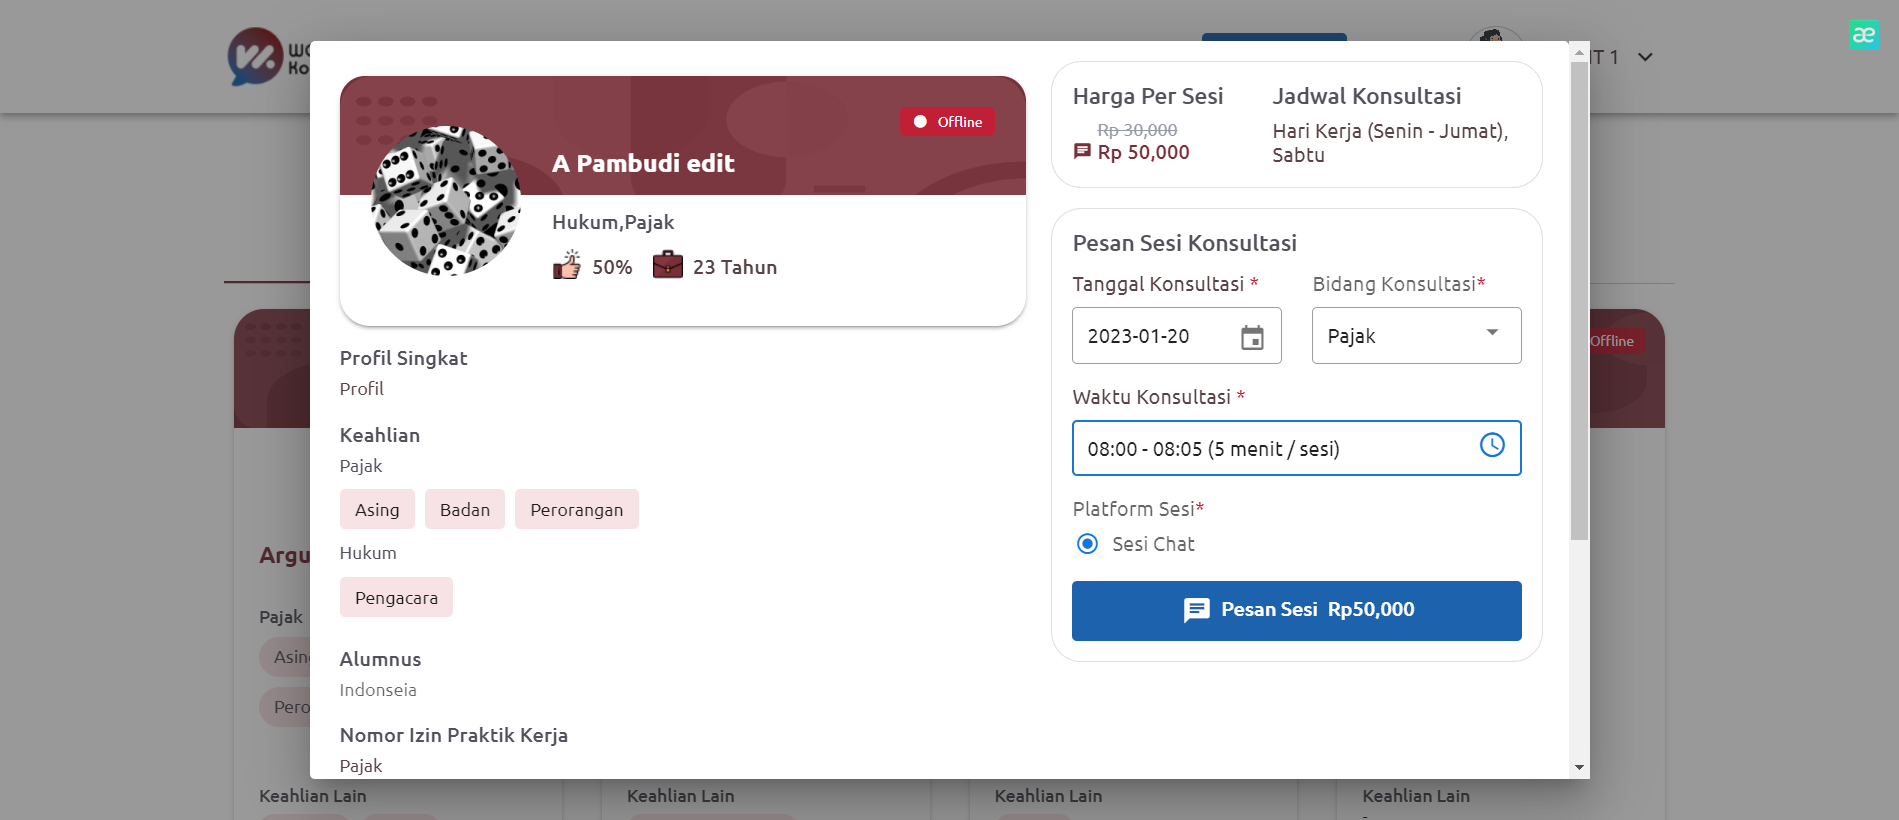 IT 1
æ
A Pambudi edit
Offline
Hukum,Pajak
50%
23 Tahun
Profil Singkat
Profil
Keahlian
Pajak
Asing
Badan
Perorangan
Hukum
Pengacara
Alumnus
Indonseia
Nomor Izin Praktik Kerja
Pajak
Harga Per Sesi
Rp 30,000
Rp 50,000
Jadwal Konsultasi
Hari Kerja (Senin - Jumat),
Sabtu
Pesan Sesi Konsultasi
Tanggal Konsultasi *
2023-01-20
Bidang Konsultasi*
Pajak
Waktu Konsultasi *
08:00 - 08:05 (5 menit / sesi)
Platform Sesi*
Sesi Chat
Pesan Sesi Rp50,000
Argu
Pajak
Asin
Pero
Offline
Keahlian Lain
Keahlian Lain
Keahlian Lain
Keahlian Lain